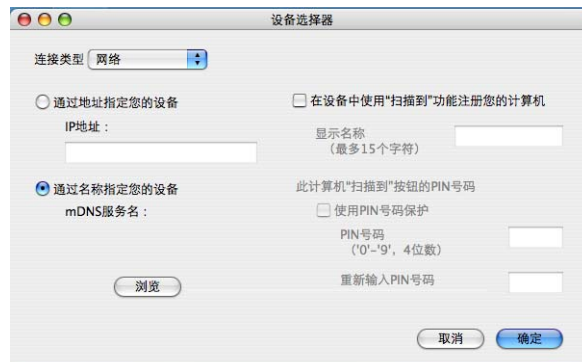 设备选择器
连接类型 网络
通过地址指定您的设备
IP地址：
通过名称指定您的设备
mDNS服务名：
浏览
在设备中使用“扫描到”功能注册您的计算机
显示名称
（最多15个字符）
此计算机“扫描到”按钮的PIN号码
使用PIN号码保护
PIN号码
（'0'-'9'，4位数）
重新输入PIN号码
取消 确定